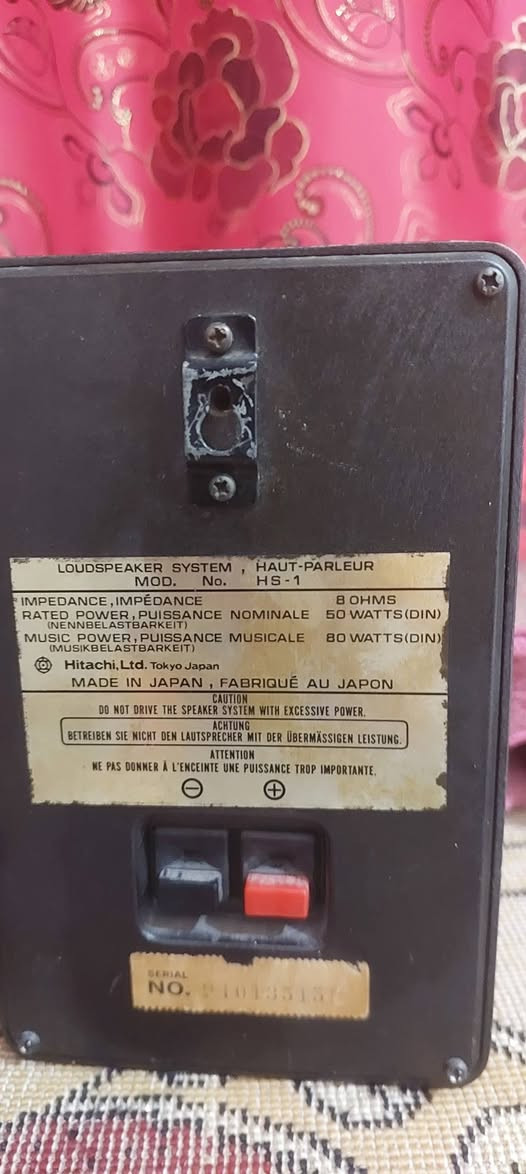 LOUDSPEAKER SYSTEM , HAUT-PARLEUR
MOD. No. HS-1
IMPEDANCE, IMPÉDANCE 8 OHMS
RATED POWER, PUISSANCE NOMINALE 50 WATTS(DIN)
(NENNBELASTBARKEIT)
MUSIC POWER, PUISSANCE MUSICALE 80 WATTS(DIN)
(MUSIKBELASTBARKEIT)
Hitachi, Ltd. Tokyo Japan
MADE IN JAPAN , FABRIQUÉ AU JAPON
CAUTION
DO NOT DRIVE THE SPEAKER SYSTEM WITH EXCESSIVE POWER.
ACHTUNG
BETREIBEN SIE NICHT DEN LAUTSPRECHER MIT DER ÜBERMÄSSIGEN LEISTUNG.
ATTENTION
NE PAS DONNER À L'ENCEINTE UNE PUISSANCE TROP IMPORTANTE.
⊖ ⊕
SERIAL
NO.